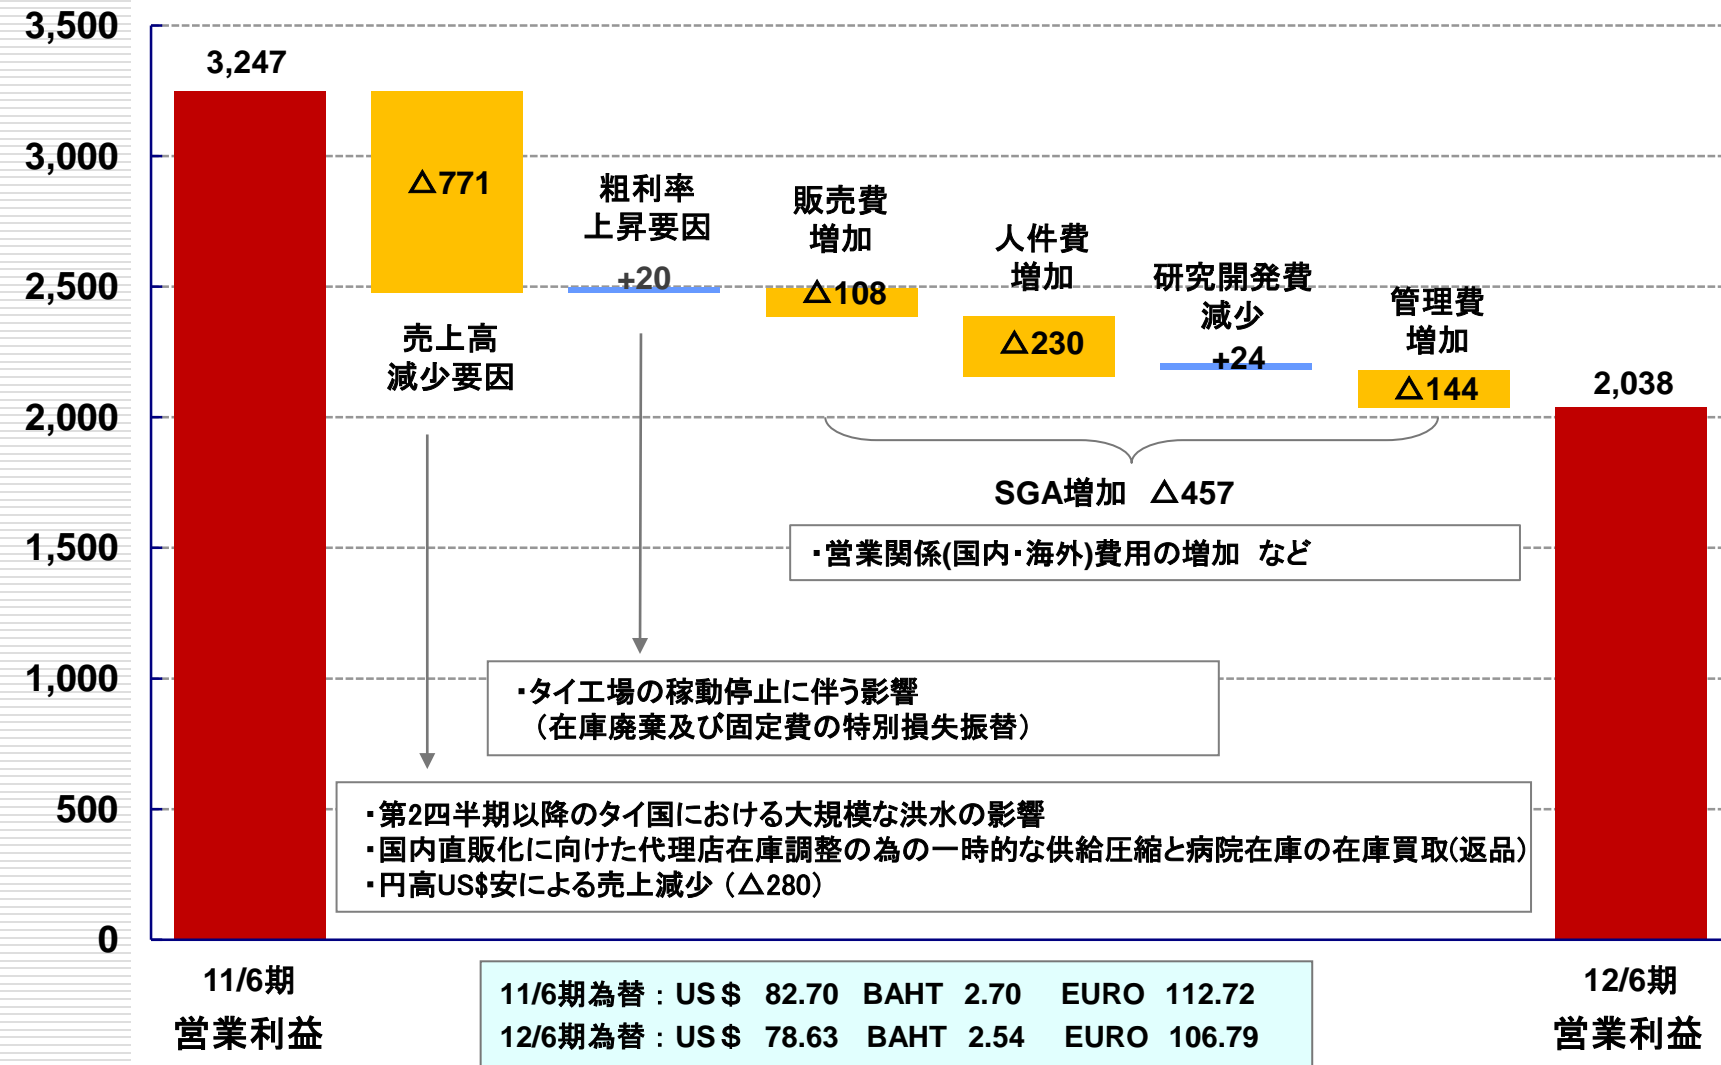 3,500
3,000
2,500
2,000
1,500
1,000
500
0
3,247
△771
売上高
減少要因
粗利率
上昇要因
+20
販売費
増加
△108
人件費
増加
△230
研究開発費
減少
+24
管理費
増加
△144
2,038
SGA増加 △457
・営業関係(国内・海外)費用の増加 など
・タイ工場の稼動停止に伴う影響
（在庫廃棄及び固定費の特別損失振替）
・第2四半期以降のタイ国における大規模な洪水の影響
・国内直販化に向けた代理店在庫調整の為の一時的な供給圧縮と病院在庫の在庫買取(返品)
・円高US$安による売上減少（△280）
11/6期
営業利益
12/6期
営業利益
11/6期為替：US＄ 82.70 BAHT 2.70 EURO 112.72
12/6期為替：US＄ 78.63 BAHT 2.54 EURO 106.79